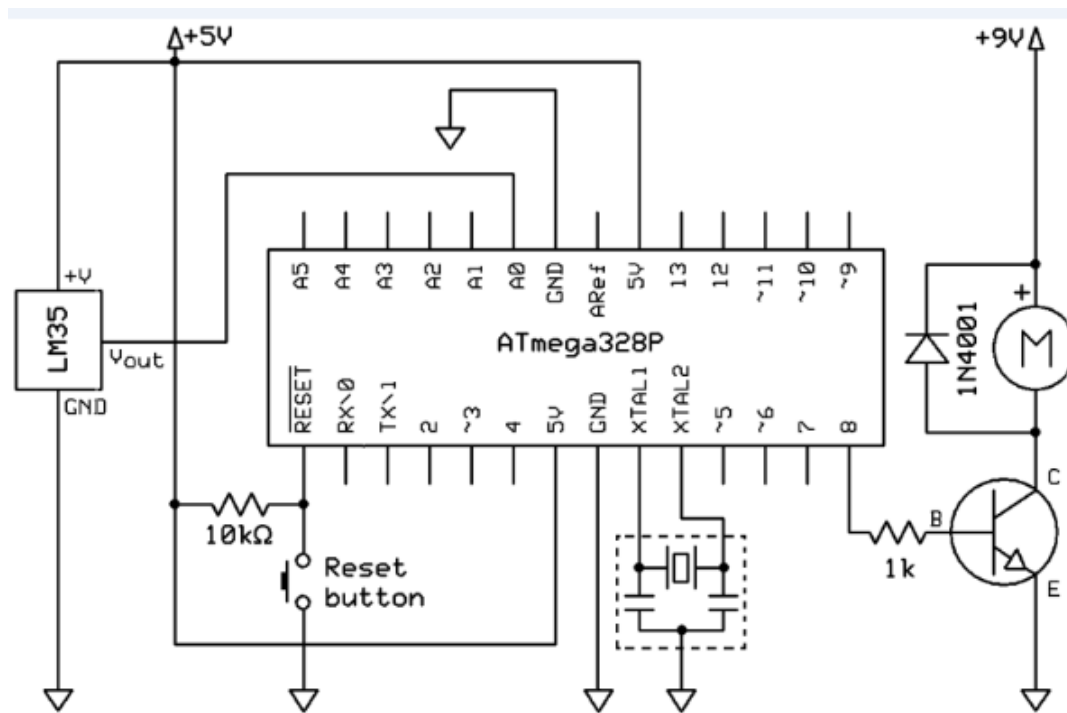 +5V
+9V
A5
A4
A3
A2
A1
A0
GND
ARef
5V
13
12
~11
~10
~9
+V
LM35
Vout
GND
ATmega328P
1N4001
+
M
RESET
RX\0
TX\1
2
~3
4
5V
GND
XTAL1
XTAL2
~5
~6
7
8
10kΩ
Reset
button
1k
B
C
E